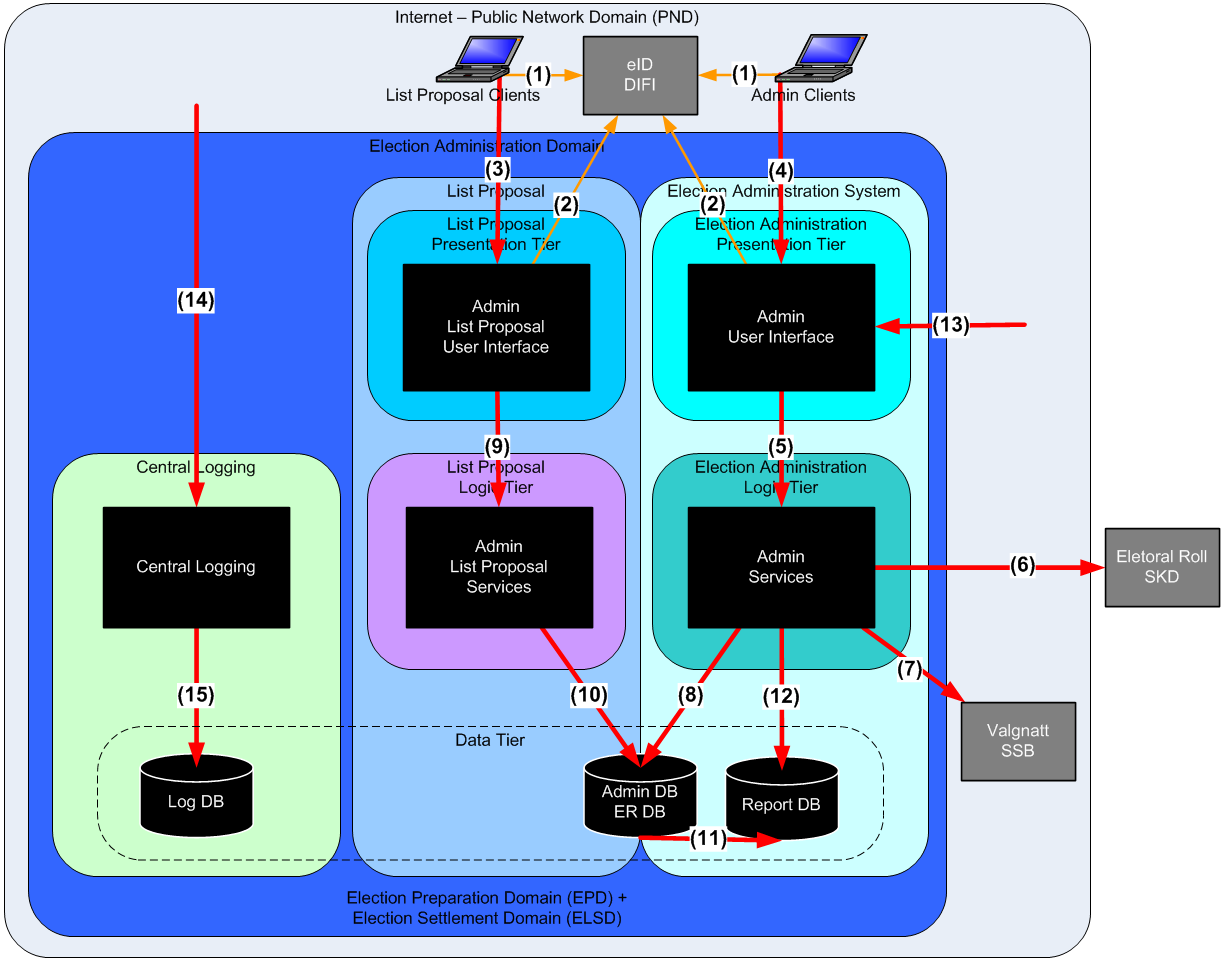 Internet – Public Network Domain (PND)
eID
DIFI
(1)
(1)
List Proposal Clients
Admin Clients
Election Administration Domain
(3)
(4)
List Proposal
Election Administration System
(2)
(2)
List Proposal
Presentation Tier
Election Administration
Presentation Tier
(14)
Admin
List Proposal
User Interface
Admin
User Interface
(13)
(9)
(5)
Central Logging
List Proposal
Logic Tier
Election Administration
Logic Tier
Central Logging
Admin
List Proposal
Services
Admin
Services
(6)
Eletoral Roll
SKD
(15)
(10)
(8)
(12)
(7)
Valgnatt
SSB
Data Tier
Log DB
Admin DB
ER DB
Report DB
(11)
Election Preparation Domain (EPD) +
Election Settlement Domain (ELSD)